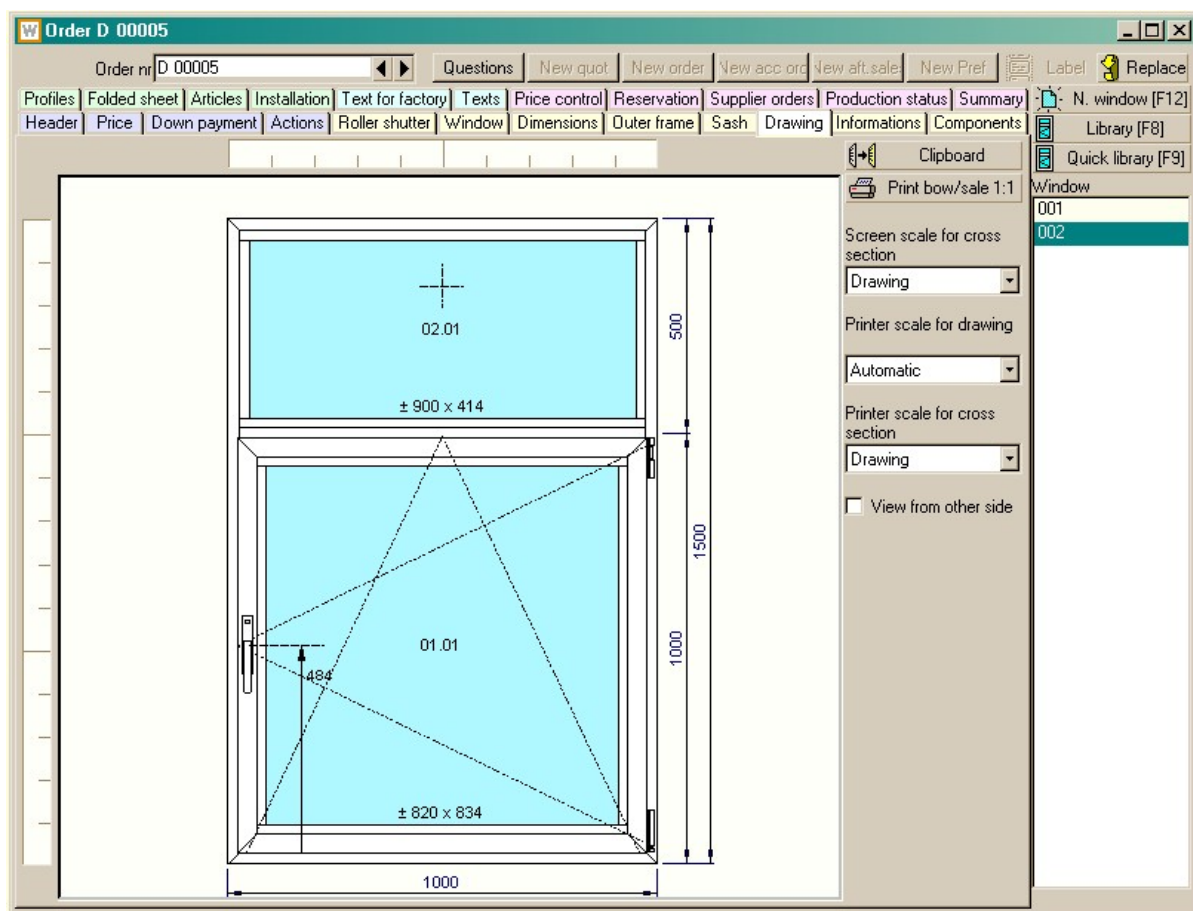 Order D 00005
Order nr D 00005 Questions New quot New order New acc ord New aft.sale New Pref Label Replace
Profiles Folded sheet Articles Installation Text for factory Texts Price control Reservation Supplier orders Production status Summary N. window [F12]
Header Price Down payment Actions Roller shutter Window Dimensions Outer frame Sash Drawing Informations Components Library [F8]
Clipboard Quick library [F9]
Print bow/sale 1:1 Window
001
002
Screen scale for cross
section
Drawing
Printer scale for drawing
Automatic
Printer scale for cross
section
Drawing
View from other side
02.01
± 900 x 414
500
1500
1000
01.01
484
± 820 x 834
1000